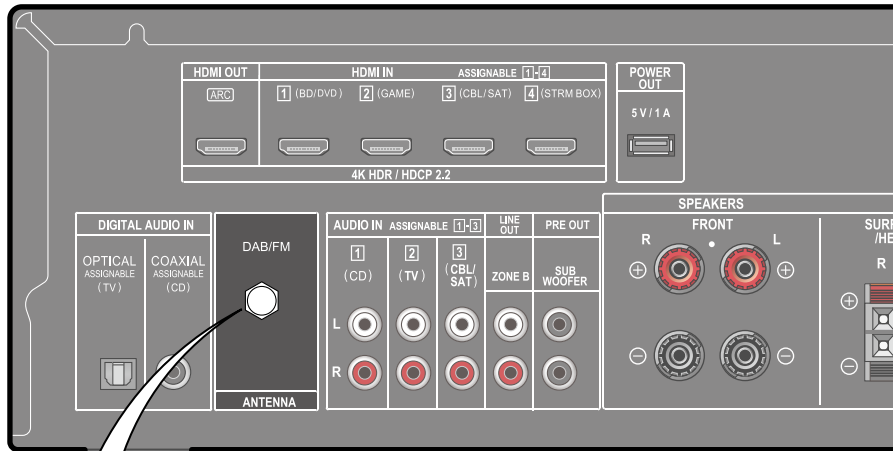 HDMI OUT
HDMI IN
ASSIGNABLE 1-4
ARC
1 (BD/DVD)
2 (GAME)
3 (CBL/SAT)
4 (STRM BOX)
4K HDR / HDCP 2.2
POWER
OUT
5 V / 1 A
DIGITAL AUDIO IN
OPTICAL
ASSIGNABLE
(TV)
COAXIAL
ASSIGNABLE
(CD)
DAB/FM
ANTENNA
AUDIO IN ASSIGNABLE 1-3
1
(CD)
2
(TV)
3
(CBL/
SAT)
L
R
LINE
OUT
ZONE B
PRE OUT
SUB
WOOFER
SPEAKERS
FRONT
R
L
SURR
/HE
R